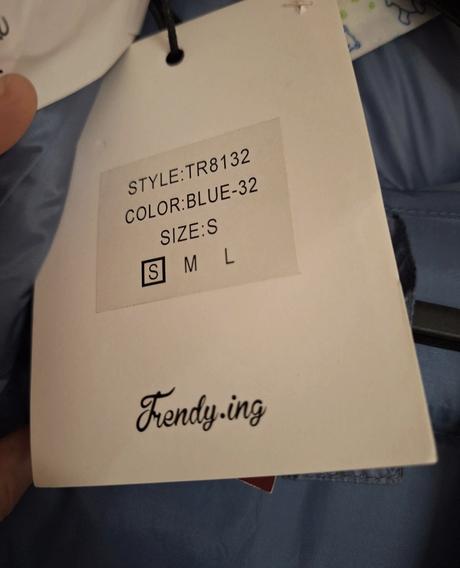 STYLE:TR8132
COLOR:BLUE-32
SIZE:S
S M L
Trendy.ing